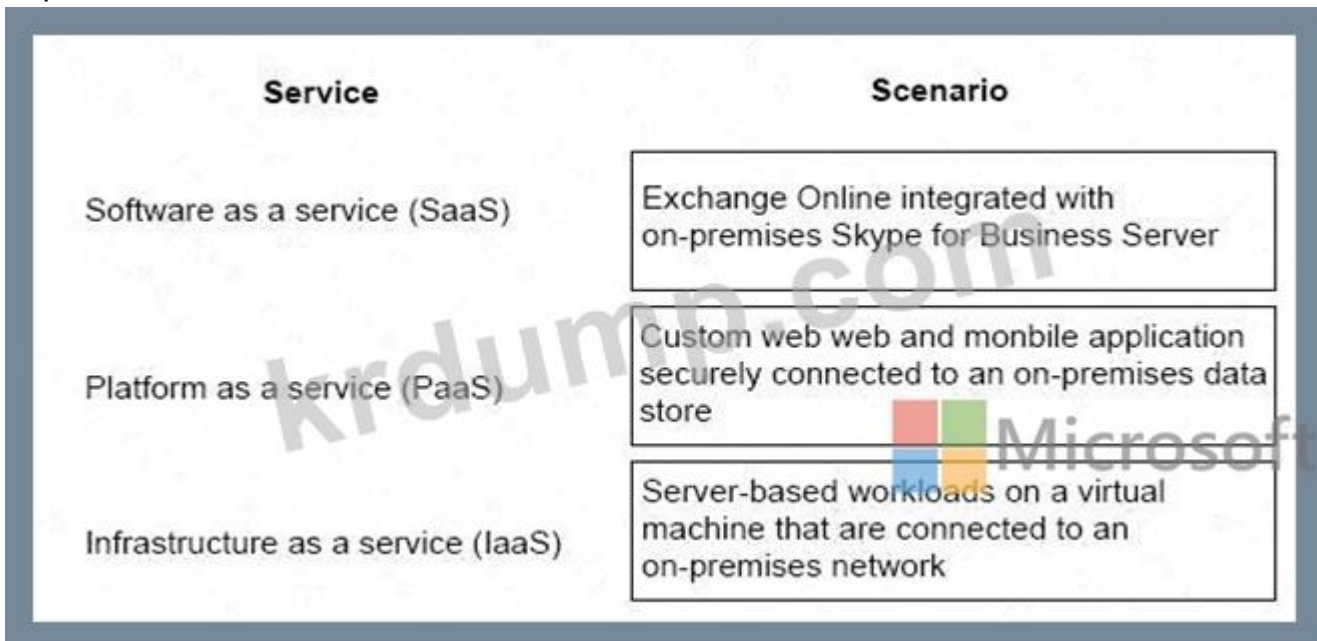 Service
Scenario
Software as a service (SaaS)
Exchange Online integrated with
on-premises Skype for Business Server
Platform as a service (PaaS)
Custom web web and monbile application
securely connected to an on-premises data
store
Infrastructure as a service (IaaS)
Server-based workloads on a virtual
machine that are connected to an
on-premises network
krdump.com
Microsoft